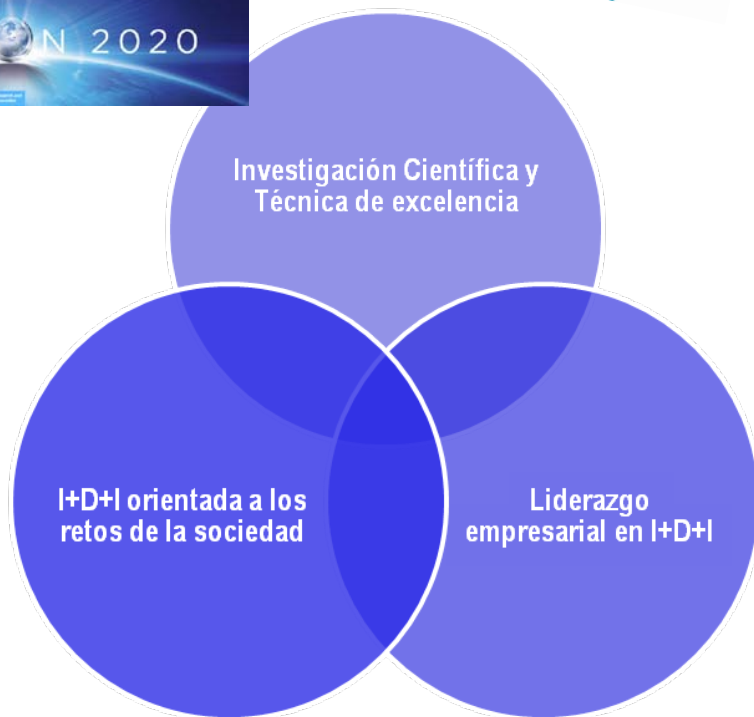 N 2020
Investigación Científica y
Técnica de excelencia
I+D+I orientada a los
retos de la sociedad
Liderazgo
empresarial en I+D+I